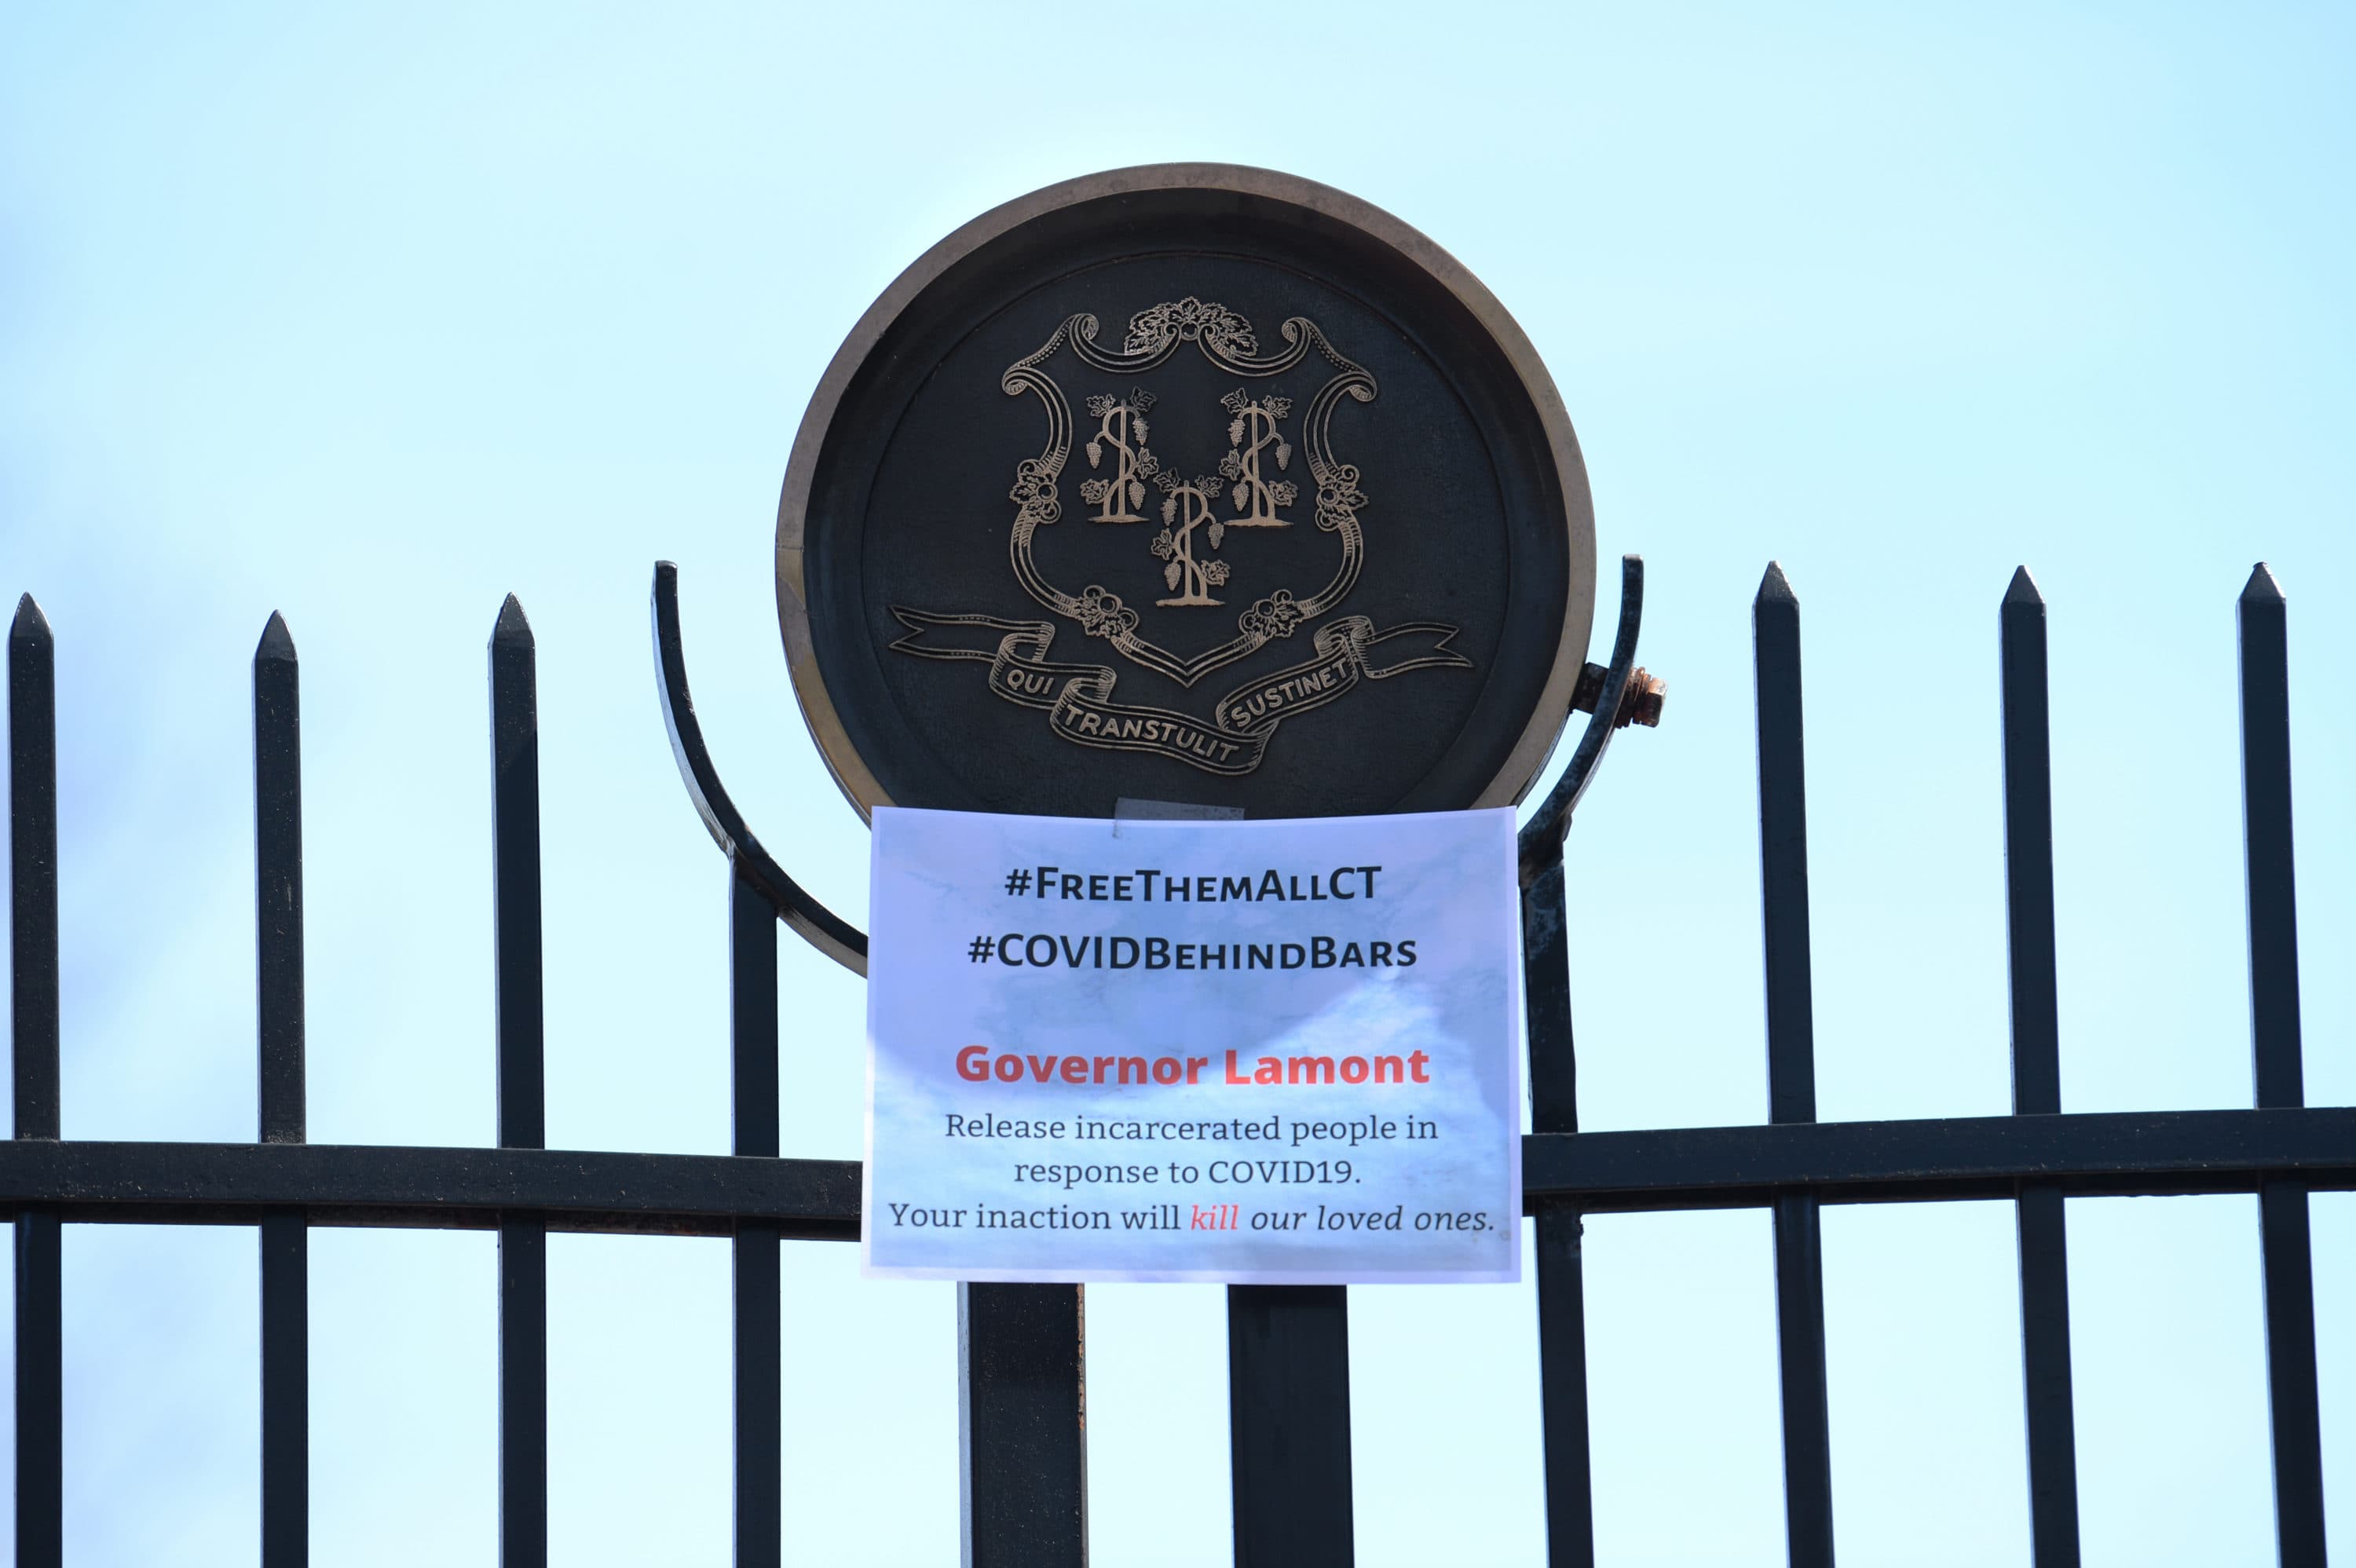 QUI
TRANSTULIT
SUSTINET
#FreeThemAllCT
#COVIDBehindBars
Governor Lamont
Release incarcerated people in
response to COVID19.
Your inaction will kill our loved ones.